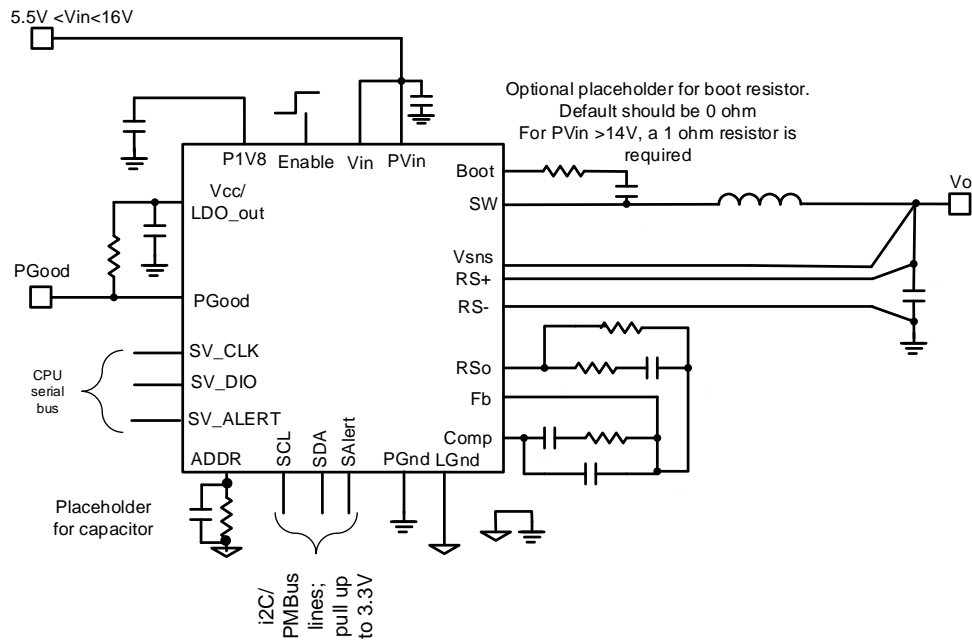 5.5V <Vin<16V
Optional placeholder for boot resistor.
Default should be 0 ohm
For PVin >14V, a 1 ohm resistor is
required
P1V8
Enable
Vin
PVin
Boot
Vcc/
LDO_out
SW
Vo
Vsns
RS+
PGood
PGood
RS-
SV_CLK
CPU
serial
bus
SV_DIO
RSo
Fb
SV_ALERT
Comp
ADDR
SCL
SDA
SAlert
PGnd
LGnd
Placeholder
for capacitor
i2C/
PMBus
lines;
pull up
to 3.3V